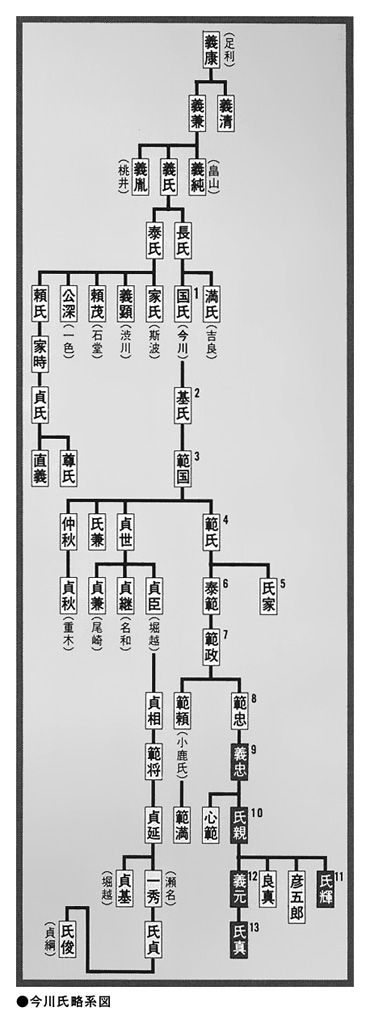 義康
(足利)
義兼
義清
義胤
(桃井)
義氏
義純
(畠山)
泰氏
長氏
頼氏
公深
(一色)
頼茂
(石堂)
義顕
(渋川)
家氏
(斯波)
国氏
1
(今川)
満氏
(吉良)
家時
貞氏
直義
尊氏
基氏
2
範国
3
仲秋
氏兼
貞世
範氏
4
貞秋
(重木)
貞兼
(尾崎)
貞継
(名和)
貞臣
(堀越)
泰範
6
氏家
5
範政
7
貞相
範頼
(小鹿氏)
範忠
8
範将
義忠
9
貞延
範満
心範
氏親
10
貞基
(堀越)
一秀
(瀬名)
義元
12
良真
彦五郎
氏輝
11
氏俊
(貞綱)
氏貞
氏真
13
●今川氏略系図